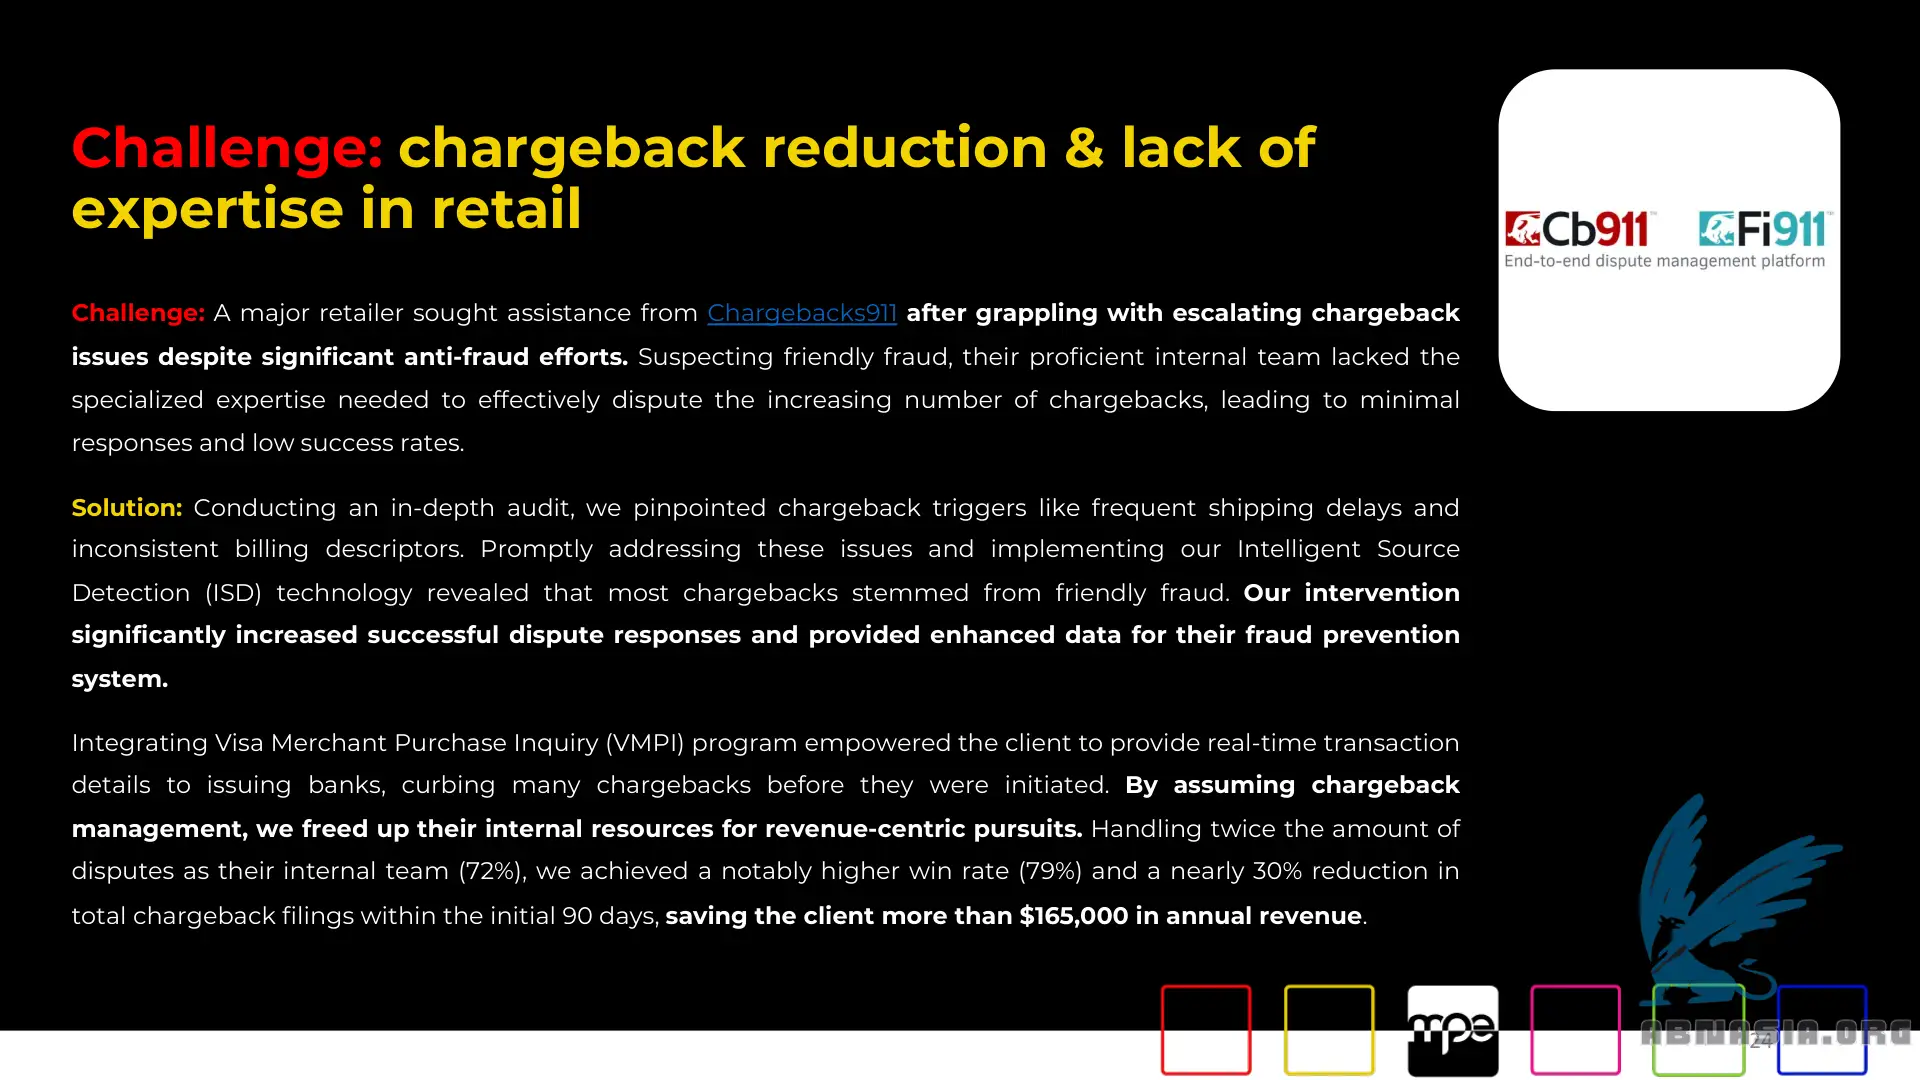 Challenge: chargeback reduction & lack of
expertise in retail
Cb911™ Fi911™
End-to-end dispute management platform
Challenge: A major retailer sought assistance from Chargebacks911 after grappling with escalating chargeback
issues despite significant anti-fraud efforts. Suspecting friendly fraud, their proficient internal team lacked the
specialized expertise needed to effectively dispute the increasing number of chargebacks, leading to minimal
responses and low success rates.
Solution: Conducting an in-depth audit, we pinpointed chargeback triggers like frequent shipping delays and
inconsistent billing descriptors. Promptly addressing these issues and implementing our Intelligent Source
Detection (ISD) technology revealed that most chargebacks stemmed from friendly fraud. Our intervention
significantly increased successful dispute responses and provided enhanced data for their fraud prevention
system.
Integrating Visa Merchant Purchase Inquiry (VMPI) program empowered the client to provide real-time transaction
details to issuing banks, curbing many chargebacks before they were initiated. By assuming chargeback
management, we freed up their internal resources for revenue-centric pursuits. Handling twice the amount of
disputes as their internal team (72%), we achieved a notably higher win rate (79%) and a nearly 30% reduction in
total chargeback filings within the initial 90 days, saving the client more than $165,000 in annual revenue.
mpe
ABNASIA.ORG
24